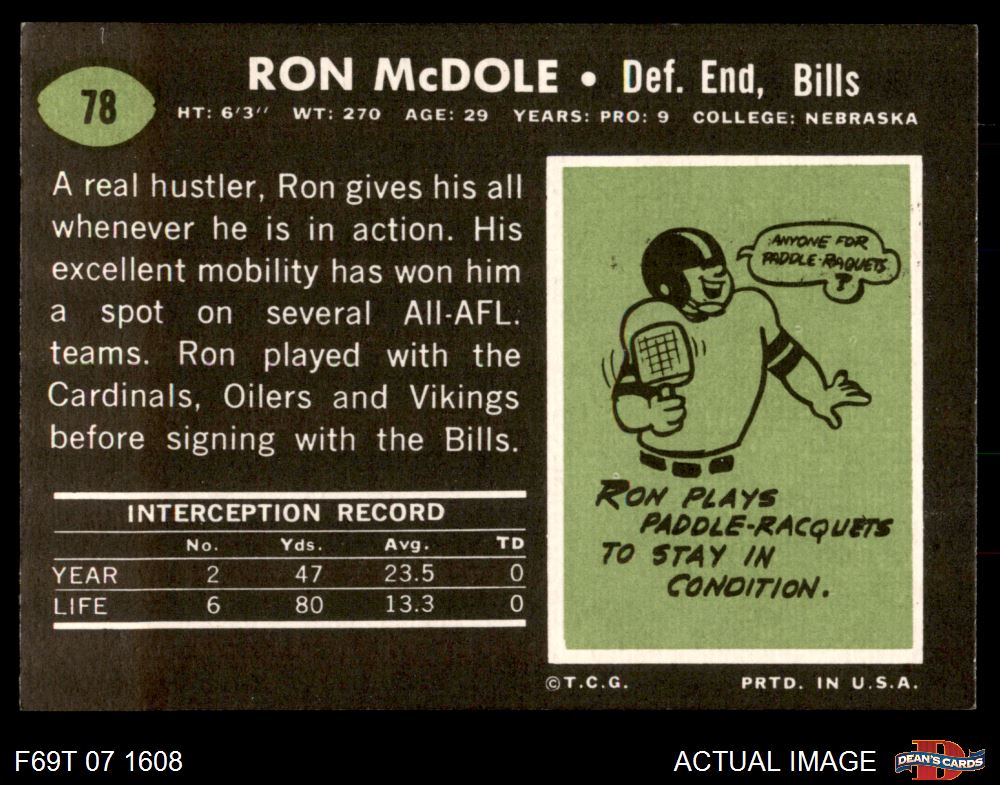 78
RON McDOLE • Def. End, Bills
HT: 6'3'' WT: 270 AGE: 29 YEARS: PRO: 9 COLLEGE: NEBRASKA
A real hustler, Ron gives his all
whenever he is in action. His
excellent mobility has won him
a spot on several All-AFL.
teams. Ron played with the
Cardinals, Oilers and Vikings
before signing with the Bills.
INTERCEPTION RECORD
No. Yds. Avg. TD
YEAR 2 47 23.5 0
LIFE 6 80 13.3 0
ANYONE FOR
PADDLE-RAQUETS
?
RON PLAYS
PADDLE-RACQUETS
TO STAY IN
CONDITION.
©T.C.G. PRTD. IN U.S.A.
F69T 07 1608
ACTUAL IMAGE
DEAN'S CARDS